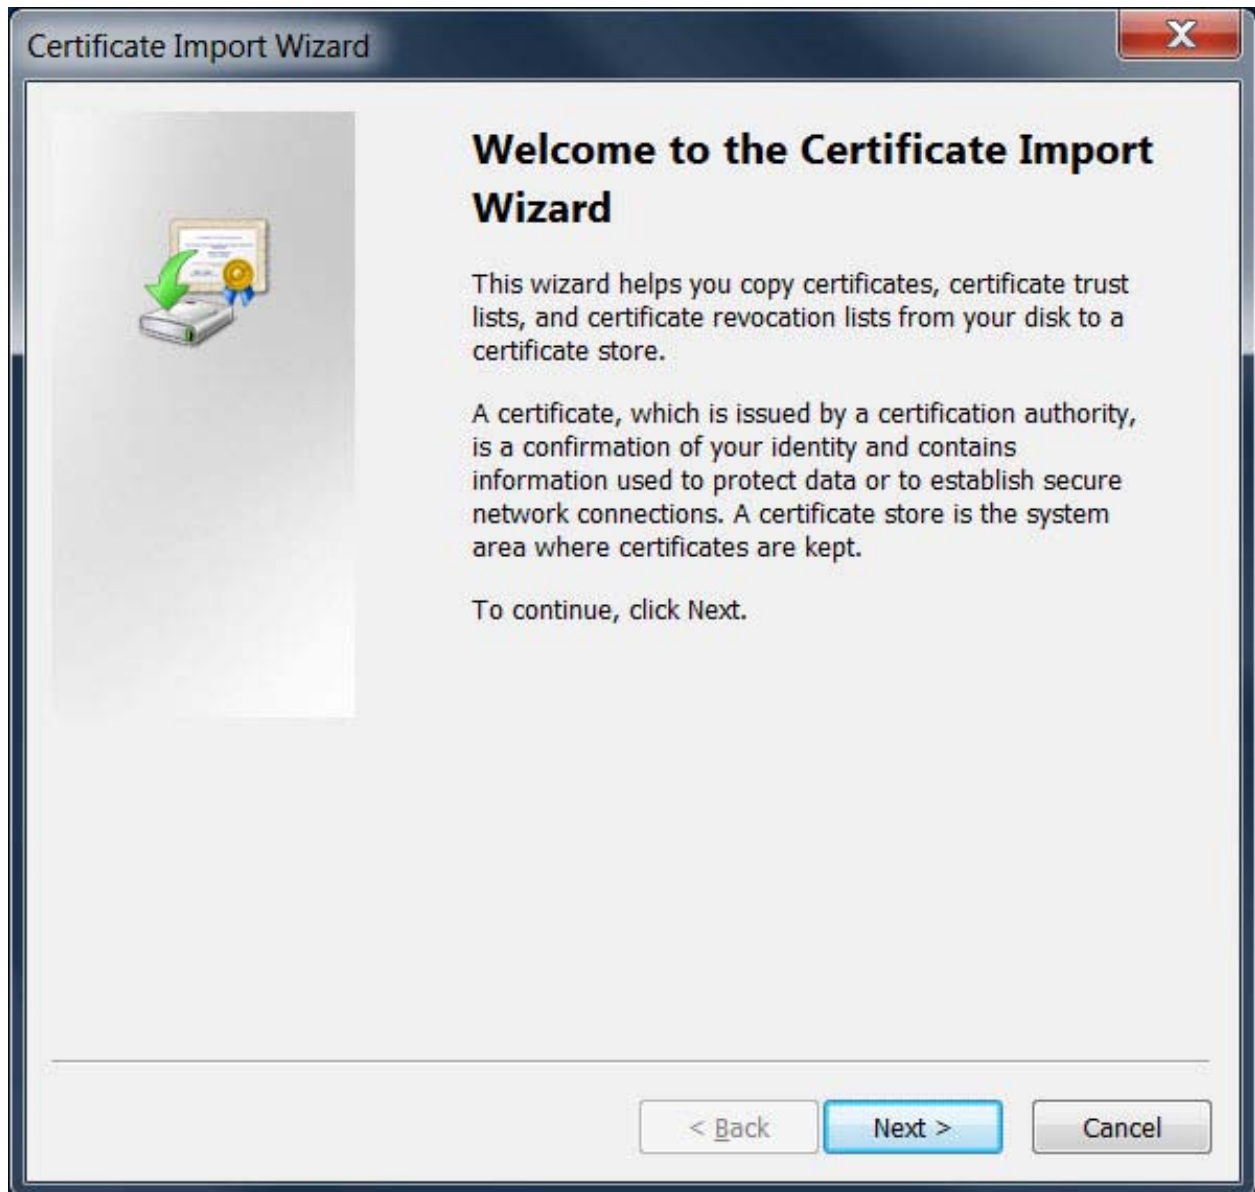 Certificate Import Wizard
Welcome to the Certificate Import
Wizard
This wizard helps you copy certificates, certificate trust
lists, and certificate revocation lists from your disk to a
certificate store.
A certificate, which is issued by a certification authority,
is a confirmation of your identity and contains
information used to protect data or to establish secure
network connections. A certificate store is the system
area where certificates are kept.
To continue, click Next.
< Back
Next >
Cancel